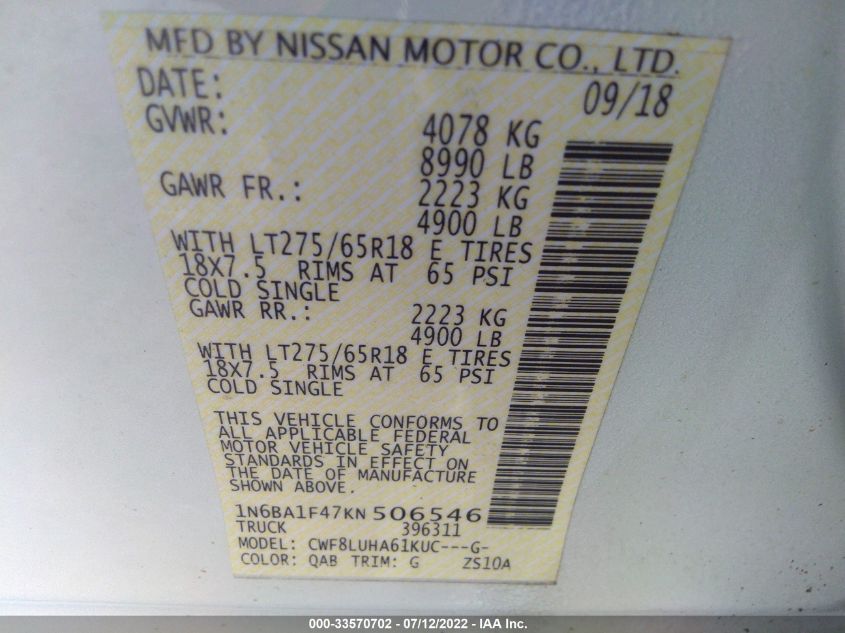 MFD BY NISSAN MOTOR CO., LTD.
DATE: 09/18
GVWR: 4078 KG
8990 LB
GAWR FR.: 2223 KG
4900 LB
WITH LT275/65R18 E TIRES
18X7.5 RIMS AT 65 PSI
COLD SINGLE
GAWR RR.: 2223 KG
4900 LB
WITH LT275/65R18 E TIRES
18X7.5 RIMS AT 65 PSI
COLD SINGLE
THIS VEHICLE CONFORMS TO
ALL APPLICABLE FEDERAL
MOTOR VEHICLE SAFETY
STANDARDS IN EFFECT ON
THE DATE OF MANUFACTURE
SHOWN ABOVE.
1N6BA1F47KN506546
TRUCK 396311
MODEL: CWF8LUHA61KUC---G-
COLOR: QAB TRIM: G ZS10A
000-33570702 - 07/12/2022 - IAA Inc.